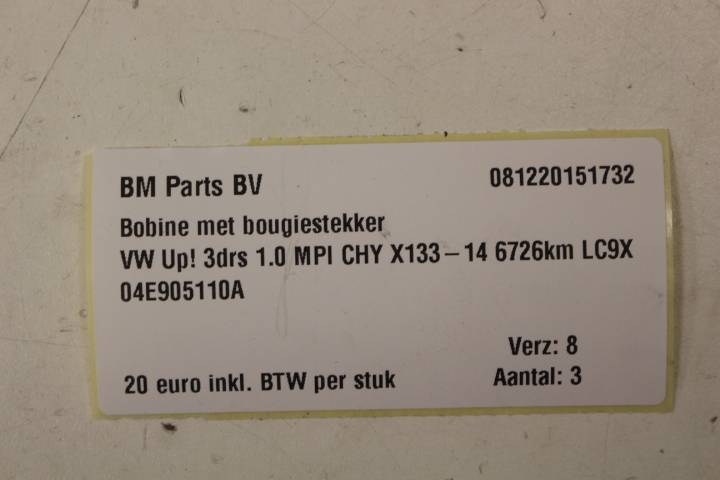 BM Parts BV 081220151732
Bobine met bougiestekker
VW Up! 3drs 1.0 MPI CHY X133 – 14 6726km LC9X
04E905110A
Verz: 8
20 euro inkl. BTW per stuk Aantal: 3